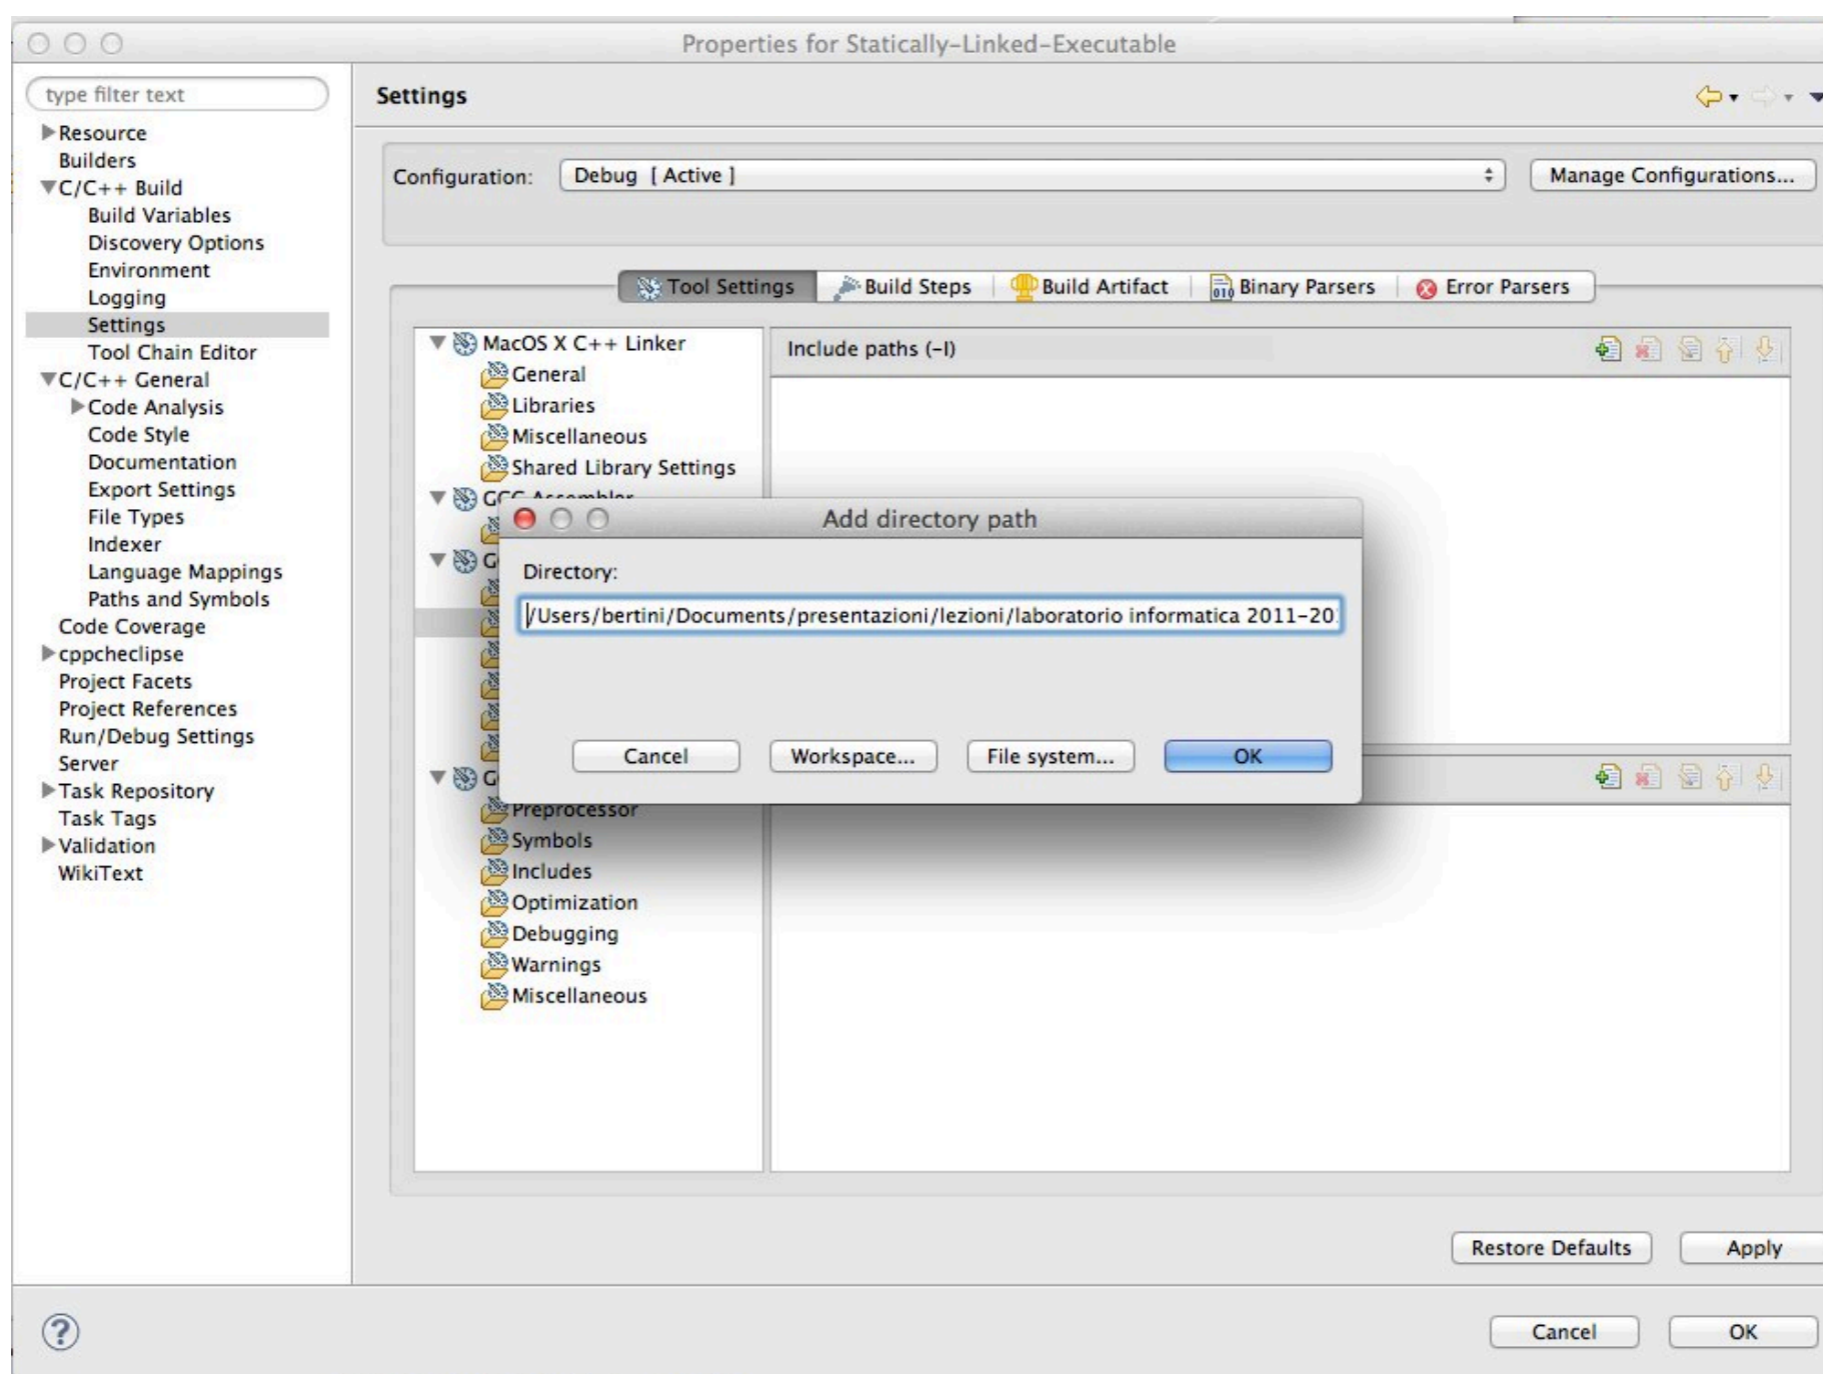 Properties for Statically-Linked-Executable
type filter text
Resource
Builders
C/C++ Build
Build Variables
Discovery Options
Environment
Logging
Settings
Tool Chain Editor
C/C++ General
Code Analysis
Code Style
Documentation
Export Settings
File Types
Indexer
Language Mappings
Paths and Symbols
Code Coverage
cppcheclipse
Project Facets
Project References
Run/Debug Settings
Server
Task Repository
Task Tags
Validation
WikiText
Settings
Configuration: Debug [ Active ] Manage Configurations...
Tool Settings Build Steps Build Artifact Binary Parsers Error Parsers
MacOS X C++ Linker
General
Libraries
Miscellaneous
Shared Library Settings
GCC Assembler
Preprocessor
Symbols
Includes
Optimization
Debugging
Warnings
Miscellaneous
Include paths (-I)
Add directory path
Directory:
/Users/bertini/Documents/presentazioni/lezioni/laboratorio informatica 2011-20
Cancel Workspace... File system... OK
Restore Defaults Apply
? Cancel OK